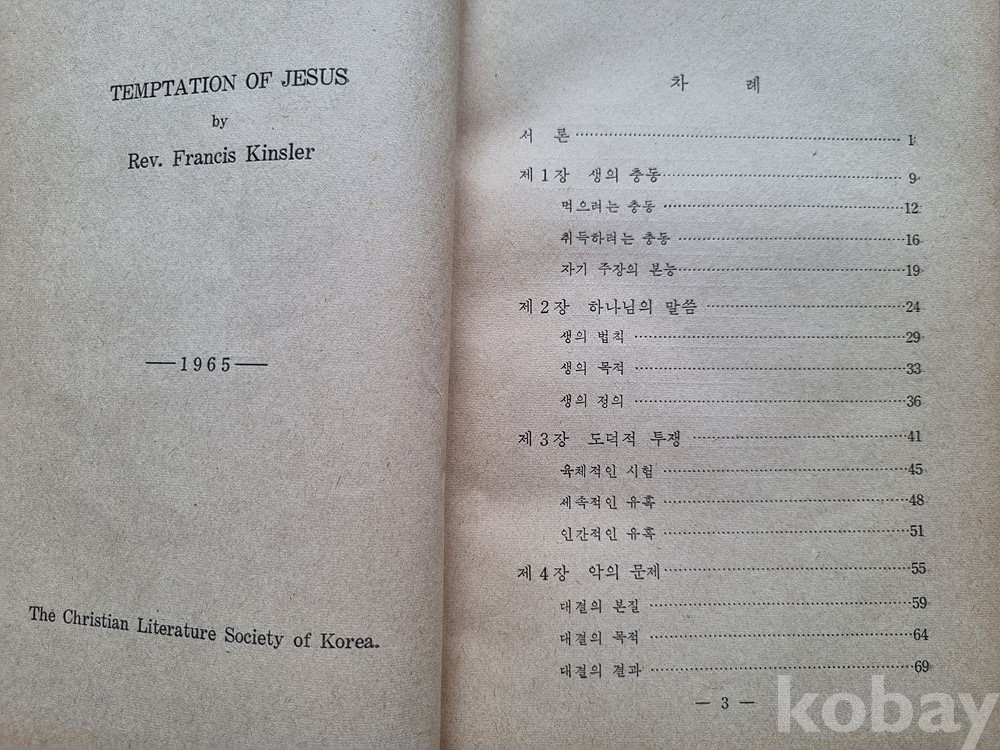 TEMPTATION OF JESUS
by
Rev. Francis Kinsler
—1965—
The Christian Literature Society of Korea.
차 례
서 론 1
제 1 장 생의 충동 9
먹으려는 충동 12
취득하려는 충동 16
자기 주장의 본능 19
제 2 장 하나님의 말씀 24
생의 법칙 29
생의 목적 33
생의 정의 36
제 3 장 도덕적 투쟁 41
육체적인 시험 45
세속적인 유혹 48
인간적인 유혹 51
제 4 장 악의 문제 55
대결의 본질 59
대결의 목적 64
대결의 결과 69
— 3 —
kobay